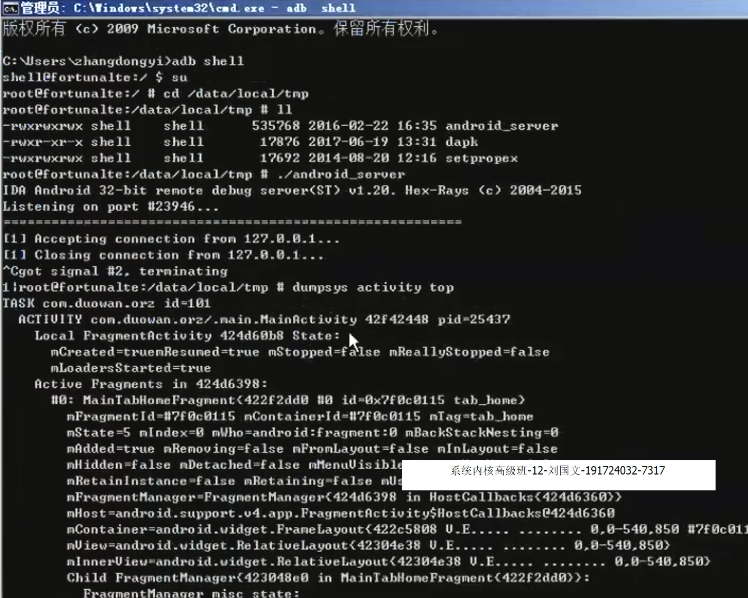 管理员: C:\Windows\system32\cmd.exe - adb shell
版权所有 (c) 2009 Microsoft Corporation。保留所有权利。
C:\Users\zhangdongyi>adb shell
shell@fortunalte:/ $ su
root@fortunalte:/ # cd /data/local/tmp
root@fortunalte:/data/local/tmp # ll
-rwxrwxrwx shell    shell      535768 2016-02-22 16:35 android_server
-rwxr-xr-x shell    shell       17876 2017-06-19 13:31 dapk
-rwxrwxrwx shell    shell       17692 2014-08-20 12:16 setpropex
root@fortunalte:/data/local/tmp # ./android_server
IDA Android 32-bit remote debug server(ST) v1.20. Hex-Rays (c) 2004-2015
Listening on port #23946...
=========================================================
[1] Accepting connection from 127.0.0.1...
[1] Closing connection from 127.0.0.1...
^Cgot signal #2, terminating
1|root@fortunalte:/data/local/tmp # dumpsys activity top
TASK com.duowan.orz id=101
  ACTIVITY com.duowan.orz/.main.MainActivity 42f42448 pid=25437
    Local FragmentActivity 424d60b8 State:
      mCreated=truemResumed=true mStopped=false mReallyStopped=false
      mLoadersStarted=true
    Active Fragments in 424d6398:
      #0: MainTabHomeFragment{422f2dd0 #0 id=0x7f0c0115 tab_home}
        mFragmentId=#7f0c0115 mContainerId=#7f0c0115 mTag=tab_home
        mState=5 mIndex=0 mWho=android:fragment:0 mBackStackNesting=0
        mAdded=true mRemoving=false mFromLayout=false mInLayout=false
        mHidden=false mDetached=false mMenuVisible
        mRetainInstance=false mRetaining=false mUs
系统内核高级班-12-刘国文-191724032-7317
        mFragmentManager=FragmentManager{424d6398 in HostCallbacks{424d6360}}
        mHost=android.support.v4.app.FragmentActivity$HostCallbacks@424d6360
        mContainer=android.widget.FrameLayout{422c5808 V.E..... ........ 0,0-540,850 #7f0c011
        mView=android.widget.RelativeLayout{42304e38 V.E..... ........ 0,0-540,850}
        mInnerView=android.widget.RelativeLayout{42304e38 V.E..... ........ 0,0-540,850}
        Child FragmentManager{423048e0 in MainTabHomeFragment{422f2dd0}}:
          FragmentManager misc state: